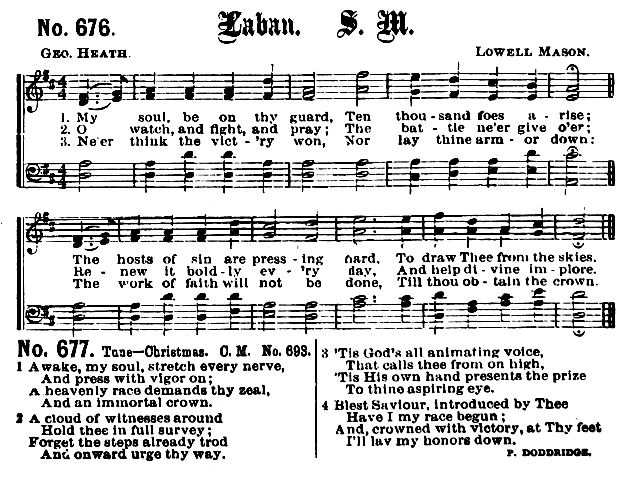 No. 676. Laban. S. M.
GEO. HEATH. LOWELL MASON.
1. My soul, be on thy guard, Ten thou - sand foes a - rise;
2. O watch, and fight, and pray; The bat - tle ne'er give o'er;
3. Ne'er think the vict - 'ry won, Nor lay thine arm - or down:
The hosts of sin are press - ing hard, To draw Thee from the skies.
Re - new it bold - ly ev - 'ry day, And help di - vine im - plore.
The work of faith will not be done, Till thou ob - tain the crown.
No. 677. Tune—Christmas. C. M. No. 693.
1 Awake, my soul, stretch every nerve,
And press with vigor on;
A heavenly race demands thy zeal,
And an immortal crown.
2 A cloud of witnesses around
Hold thee in full survey;
Forget the steps already trod
And onward urge thy way.
3 'Tis God's all animating voice,
That calls thee from on high,
'Tis His own hand presents the prize
To thine aspiring eye.
4 Blest Saviour, introduced by Thee
Have I my race begun;
And, crowned with victory, at Thy feet
I'll lay my honors down.
P. DODDRIDGE.